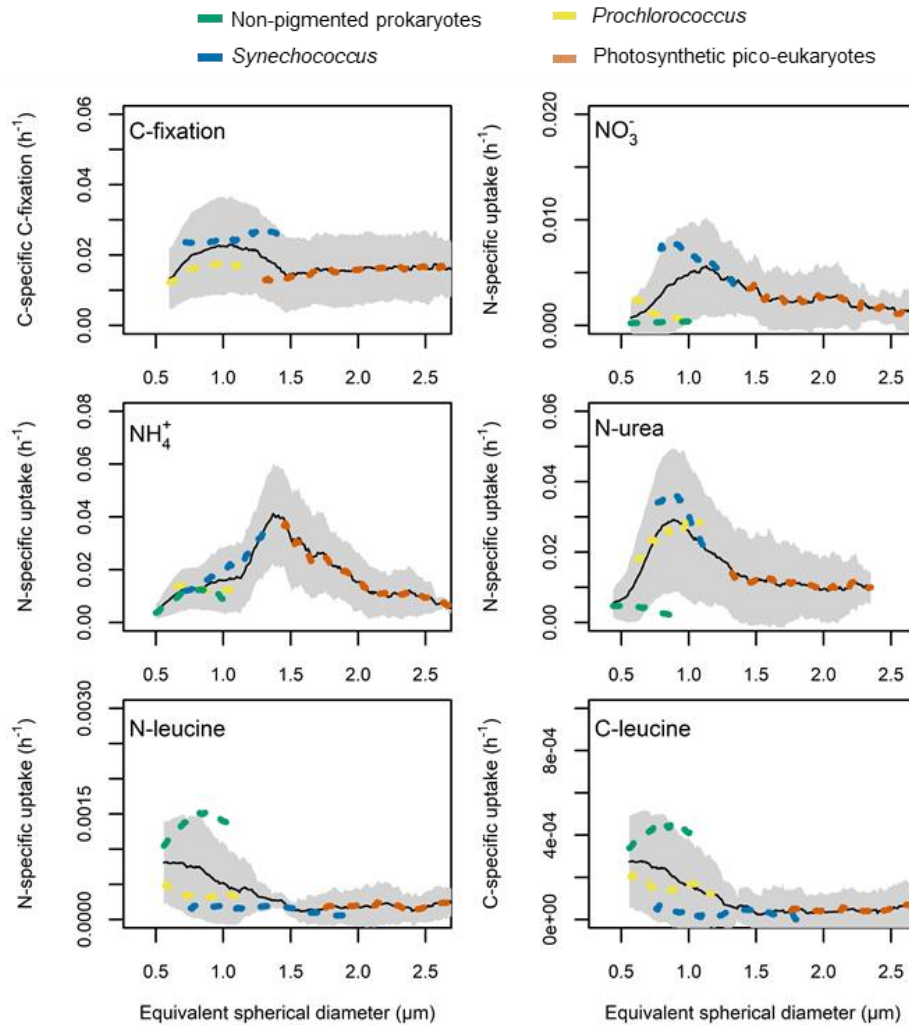 Non-pigmented prokaryotes
Prochlorococcus
Synechococcus
Photosynthetic pico-eukaryotes
C-specific C-fixation (h⁻¹)
0.00 0.02 0.04 0.06
C-fixation
0.5 1.0 1.5 2.0 2.5
N-specific uptake (h⁻¹)
0.000 0.010 0.020
NO₃⁻
0.5 1.0 1.5 2.0 2.5
N-specific uptake (h⁻¹)
0.00 0.02 0.04 0.06 0.08
NH₄⁺
0.5 1.0 1.5 2.0 2.5
N-specific uptake (h⁻¹)
0.00 0.02 0.04 0.06
N-urea
0.5 1.0 1.5 2.0 2.5
N-specific uptake (h⁻¹)
0.0000 0.0015 0.0030
N-leucine
0.5 1.0 1.5 2.0 2.5
Equivalent spherical diameter (µm)
C-specific uptake (h⁻¹)
0e+00 4e-04 8e-04
C-leucine
0.5 1.0 1.5 2.0 2.5
Equivalent spherical diameter (µm)